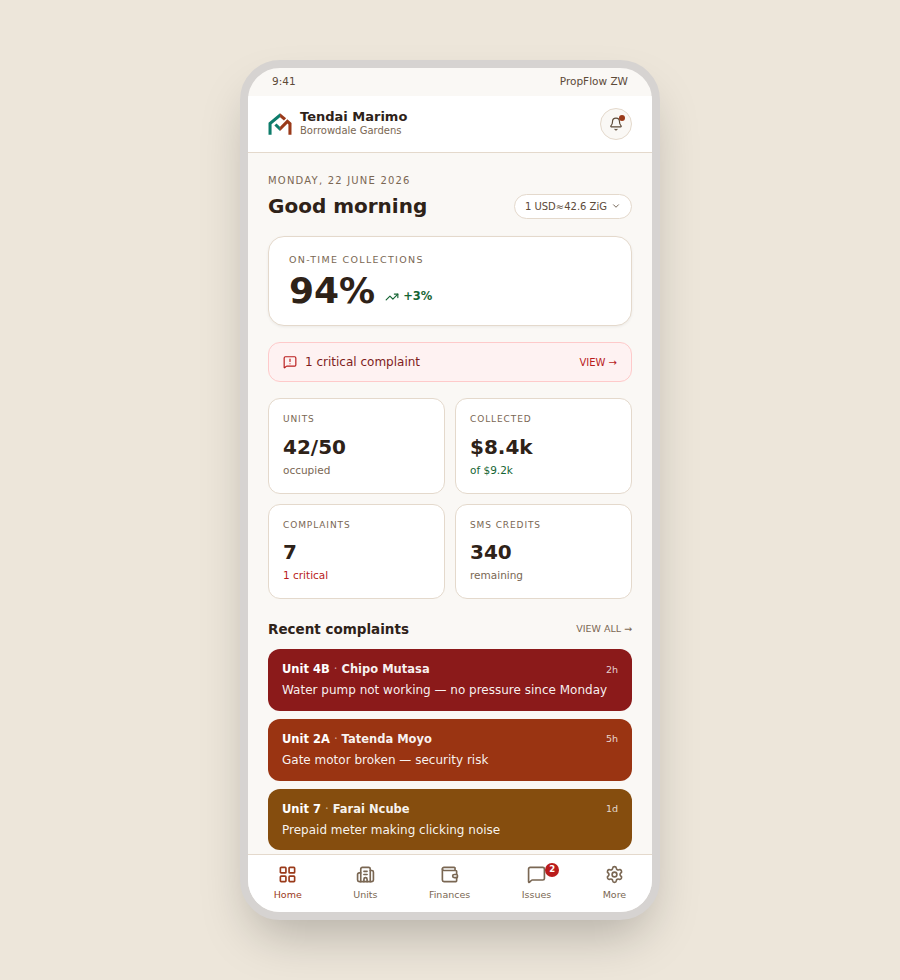 9:41 PropFlow ZW
Tendai Marimo
Borrowdale Gardens
MONDAY, 22 JUNE 2026
Good morning 1 USD≈42.6 ZiG
ON-TIME COLLECTIONS
94% +3%
1 critical complaint VIEW →
UNITS
42/50
occupied
COLLECTED
$8.4k
of $9.2k
COMPLAINTS
7
1 critical
SMS CREDITS
340
remaining
Recent complaints VIEW ALL →
Unit 4B · Chipo Mutasa 2h
Water pump not working — no pressure since Monday
Unit 2A · Tatenda Moyo 5h
Gate motor broken — security risk
Unit 7 · Farai Ncube 1d
Prepaid meter making clicking noise
2
Home Units Finances Issues More